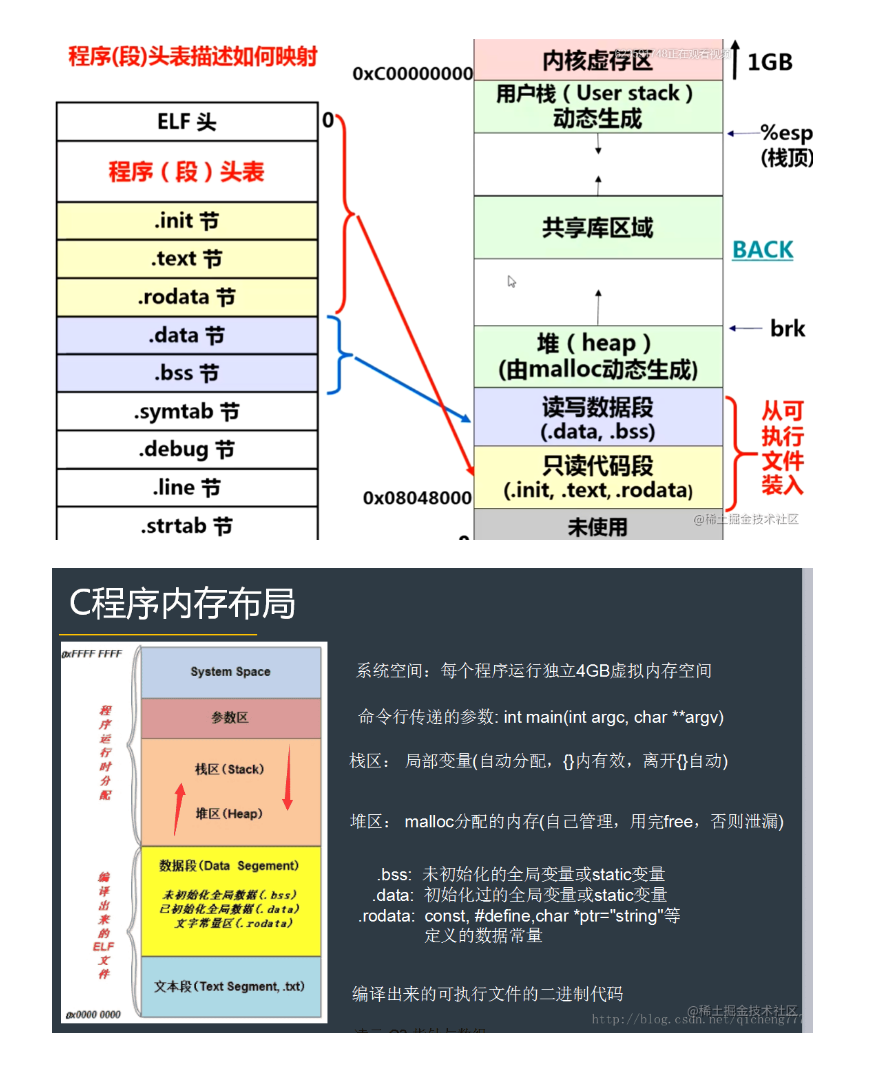 程序(段)头表描述如何映射
ELF 头
0
程序（段）头表
.init 节
.text 节
.rodata 节
.data 节
.bss 节
.symtab 节
.debug 节
.line 节
.strtab 节
0xC00000000
内核虚存区
1GB
用户栈（User stack）
动态生成
%esp
(栈顶)
共享库区域
BACK
brk
堆（heap）
(由malloc动态生成)
读写数据段
(.data, .bss)
从可
执行
文件
装入
只读代码段
(.init, .text, .rodata)
0x08048000
@稀土掘金技术社区
未使用
0
C程序内存布局
0xFFFF FFFF
System Space
参数区
栈区(Stack)
堆区(Heap)
程序运行时分配
数据段(Data Segement)
未初始化全局数据(.bss)
已初始化全局数据(.data)
文字常量区(.rodata)
编译出来的ELF文件
文本段(Text Segment, .txt)
0x0000 0000
系统空间：每个程序运行独立4GB虚拟内存空间
命令行传递的参数: int main(int argc, char **argv)
栈区： 局部变量(自动分配，{}内有效，离开{}自动)
堆区： malloc分配的内存(自己管理，用完free，否则泄漏)
.bss: 未初始化的全局变量或static变量
.data: 初始化过的全局变量或static变量
.rodata: const, #define,char *ptr="string"等
定义的数据常量
编译出来的可执行文件的二进制代码
@稀土掘金技术社区
http://blog.csdn.net/qicheng777